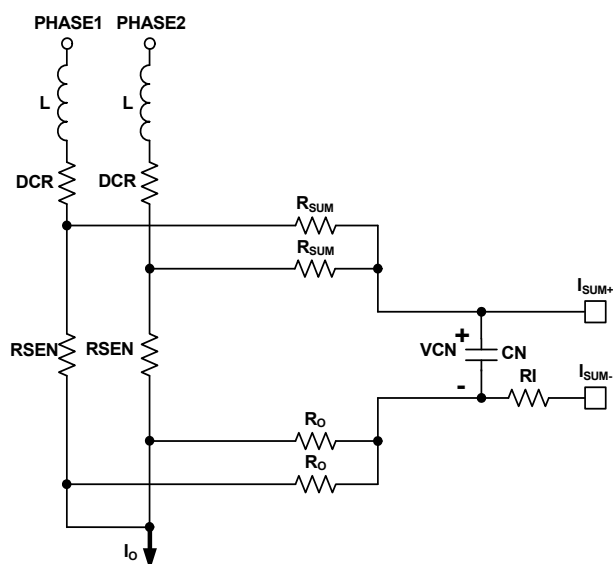 PHASE1 PHASE2
L L
DCR DCR
RSUM
RSUM
ISUM+
RSEN RSEN
+
VCN CN
-
RI
ISUM-
RO
RO
IO